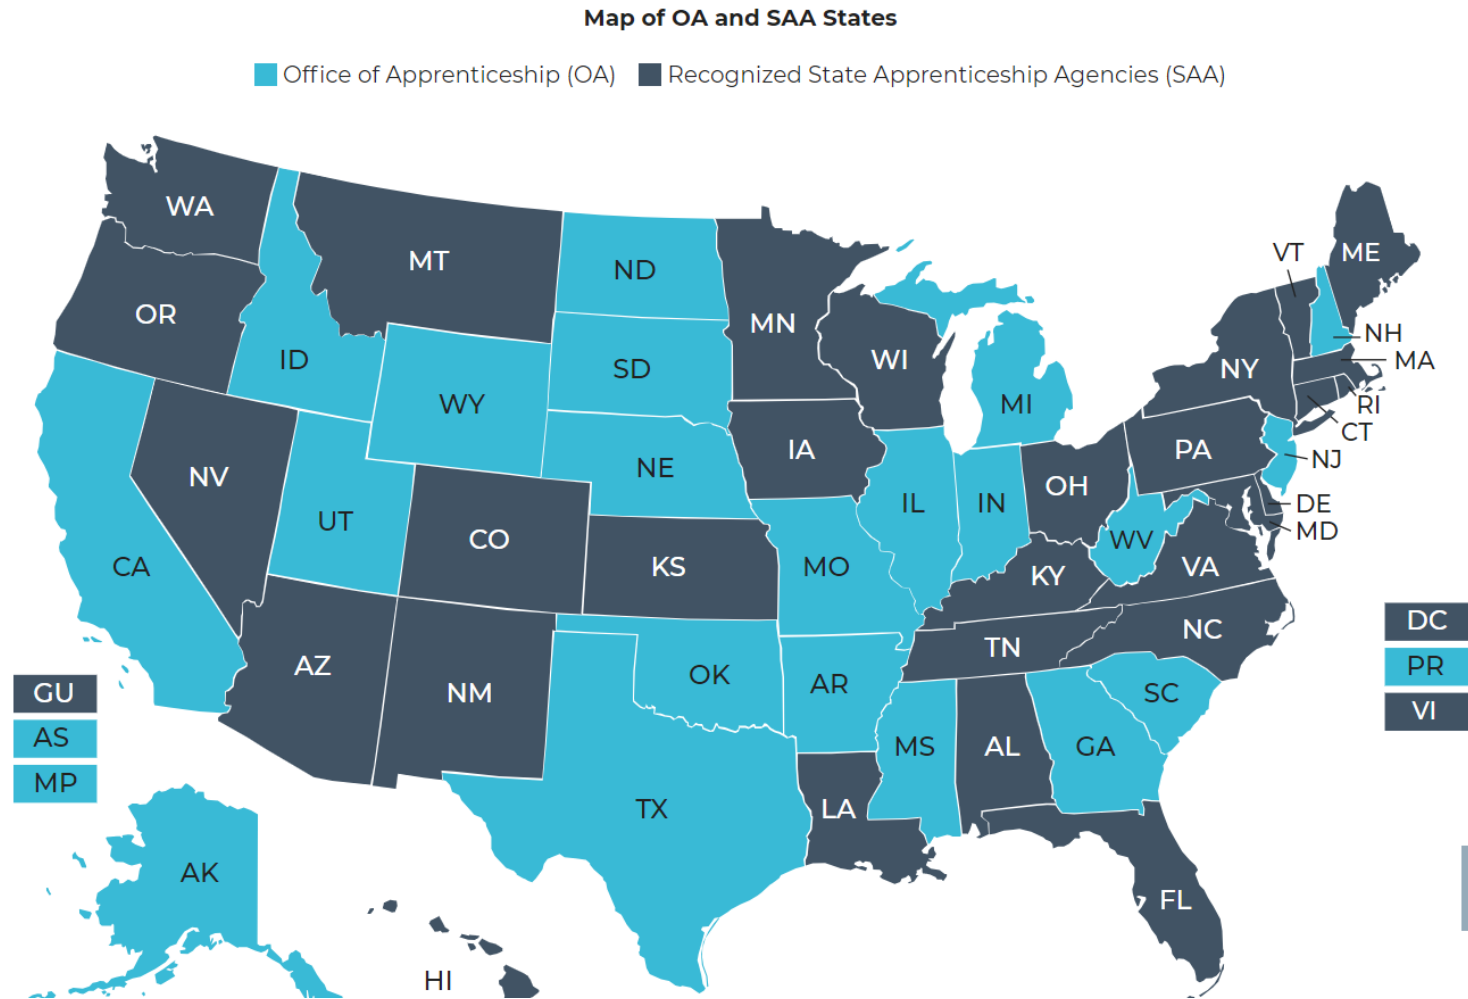 Map of OA and SAA States
Office of Apprenticeship (OA) Recognized State Apprenticeship Agencies (SAA)
WA
MT
ND
VT
ME
OR
MN
NH
ID
WI
MA
SD
NY
WY
MI
RI
CT
IA
PA
NJ
NV
NE
OH
IL
IN
DE
UT
MD
CO
WV
CA
KS
MO
KY
VA
DC
NC
TN
AZ
PR
OK
AR
GU
NM
SC
VI
AS
MS
AL
GA
MP
TX
LA
AK
FL
HI